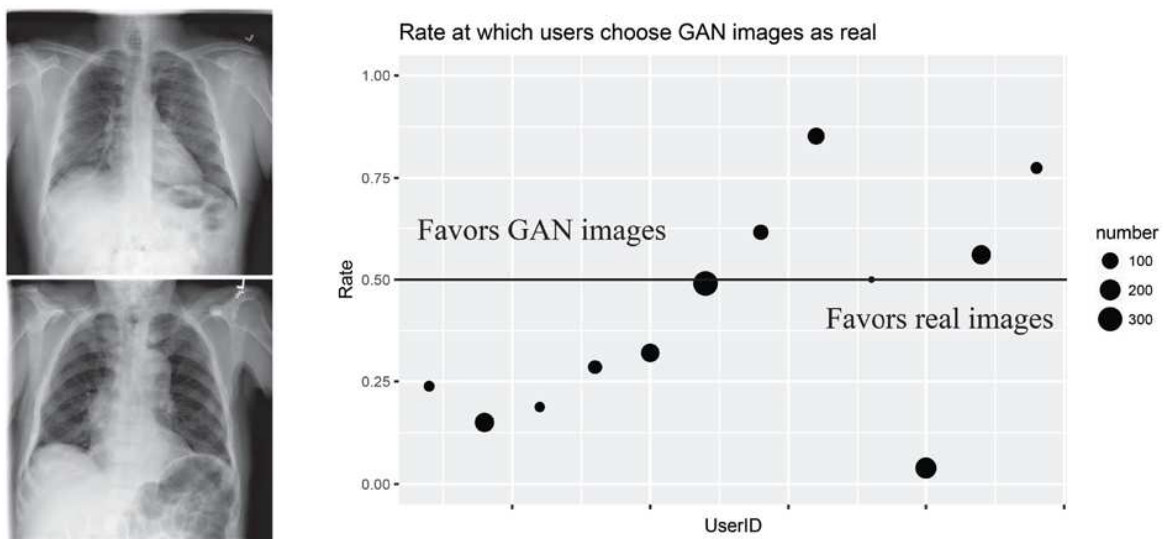 Rate at which users choose GAN images as real
1.00
0.75
0.50
0.25
0.00
Rate
Favors GAN images
Favors real images
UserID
number
100
200
300